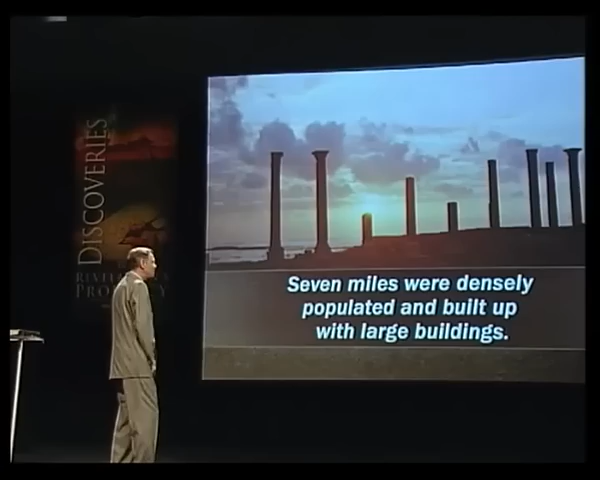 DISCOVERIES
Seven miles were densely
populated and built up
with large buildings.